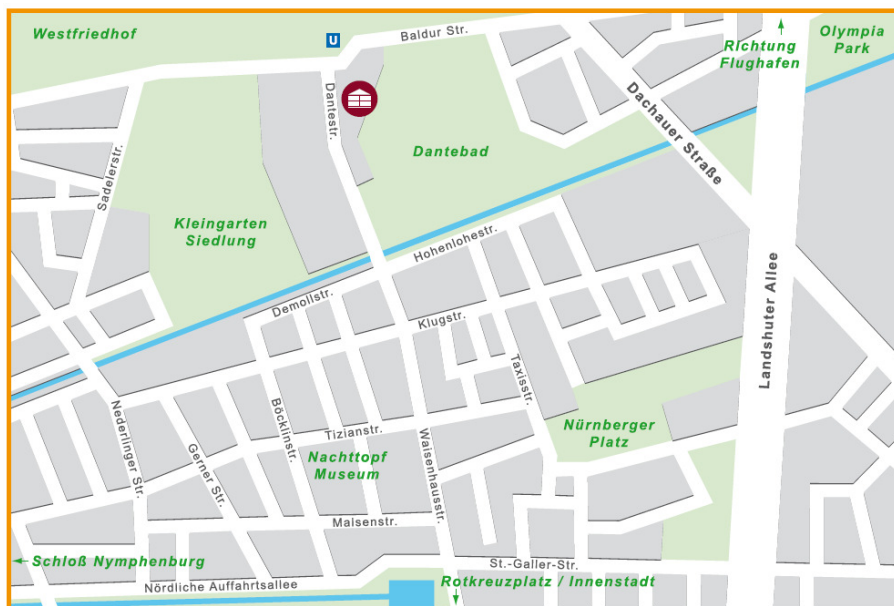 Westfriedhof
U
Baldur Str.
Richtung
Flughafen
Olympia
Park
Dantestr.
Dachauer Straße
Dantebad
Sadelerstr.
Kleingarten
Siedlung
Hohenlohestr.
Demollstr.
Klugstr.
Landshuter Allee
Taxisstr.
Nederlinger Str.
Böcklinstr.
Tizianstr.
Waisenhausstr.
Nürnberger
Platz
Gerner Str.
Nachttopf
Museum
Maisenstr.
Schloß Nymphenburg
St.-Galler-Str.
Nördliche Auffahrtsallee
Rotkreuzplatz / Innenstadt